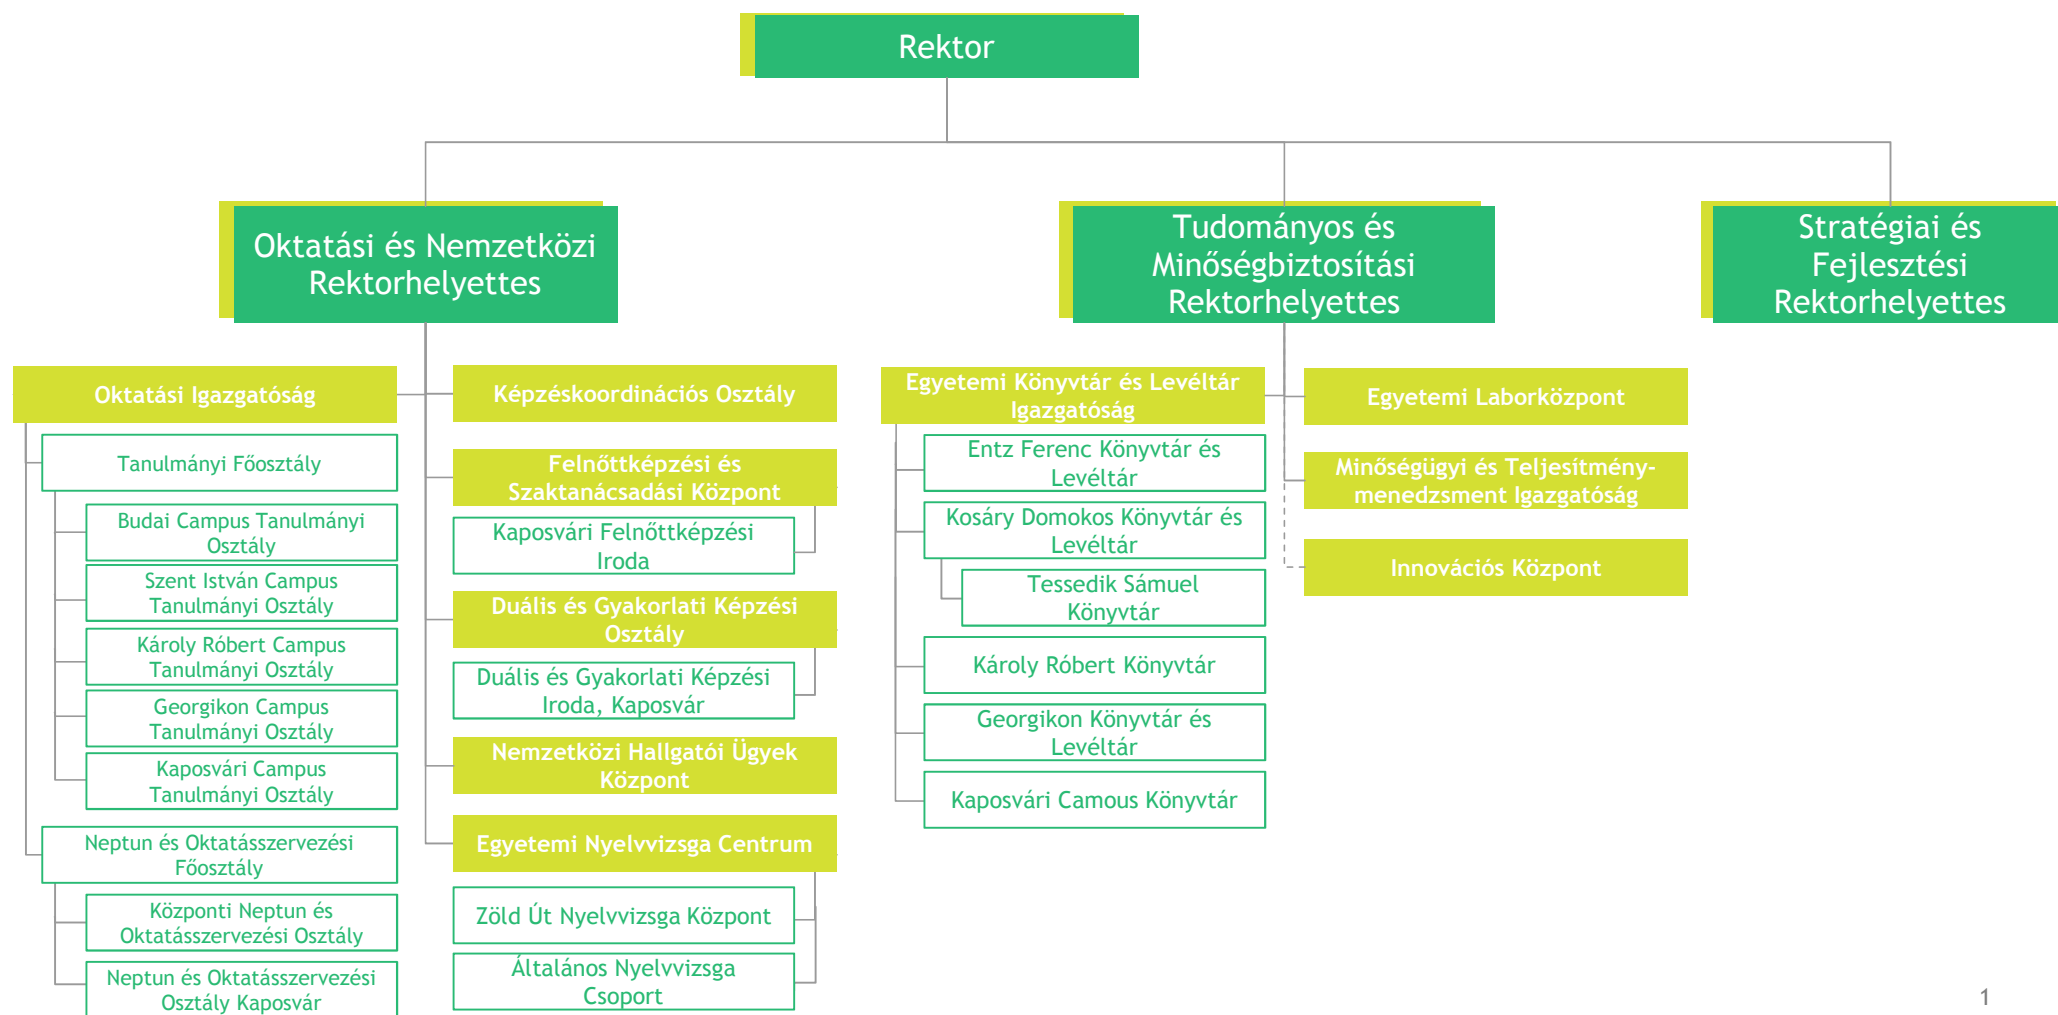 Rektor
Oktatási és Nemzetközi
Rektorhelyettes
Tudományos és
Minőségbiztosítási
Rektorhelyettes
Stratégiai és
Fejlesztési
Rektorhelyettes
Oktatási Igazgatóság
Tanulmányi Főosztály
Budai Campus Tanulmányi
Osztály
Szent István Campus
Tanulmányi Osztály
Károly Róbert Campus
Tanulmányi Osztály
Georgikon Campus
Tanulmányi Osztály
Kaposvári Campus
Tanulmányi Osztály
Neptun és Oktatásszervezési
Főosztály
Központi Neptun és
Oktatásszervezési Osztály
Neptun és Oktatásszervezési
Osztály Kaposvár
Képzéskoordinációs Osztály
Felnőttképzési és
Szaktanácsadási Központ
Kaposvári Felnőttképzési
Iroda
Duális és Gyakorlati Képzési
Osztály
Duális és Gyakorlati Képzési
Iroda, Kaposvár
Nemzetközi Hallgatói Ügyek
Központ
Egyetemi Nyelvvizsga Centrum
Zöld Út Nyelvvizsga Központ
Általános Nyelvvizsga
Csoport
Egyetemi Könyvtár és Levéltár
Igazgatóság
Entz Ferenc Könyvtár és
Levéltár
Kosáry Domokos Könyvtár és
Levéltár
Tessedik Sámuel
Könyvtár
Károly Róbert Könyvtár
Georgikon Könyvtár és
Levéltár
Kaposvári Camous Könyvtár
Egyetemi Laborközpont
Minőségügyi és Teljesítmény-
menedzsment Igazgatóság
Innovációs Központ
1